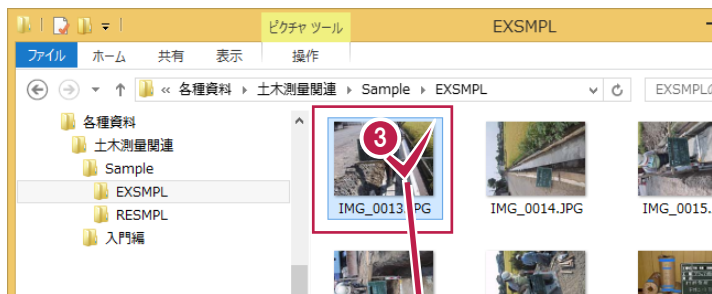 ピクチャ ツール
EXSMPL
ファイル ホーム 共有 表示 操作
« 各種資料 土木測量関連 Sample EXSMPL
EXSMPLの
各種資料
土木測量関連
Sample
EXSMPL
RESMPL
入門編
3
IMG_0013.JPG
IMG_0014.JPG
IMG_0015.